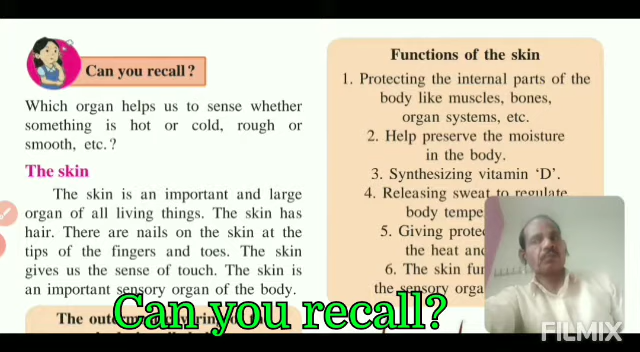 Can you recall ?
Which organ helps us to sense whether
something is hot or cold, rough or
smooth, etc. ?
The skin
The skin is an important and large
organ of all living things. The skin has
hair. There are nails on the skin at the
tips of the fingers and toes. The skin
gives us the sense of touch. The skin is
an important sensory organ of the body.
The
Functions of the skin
1. Protecting the internal parts of the
body like muscles, bones,
organ systems, etc.
2. Help preserve the moisture
in the body.
3. Synthesizing vitamin ‘D’.
4. Releasing sweat to regulate
body
5. Giving
the heat
6. The skin
the sensory
Can you recall?
FILMIX